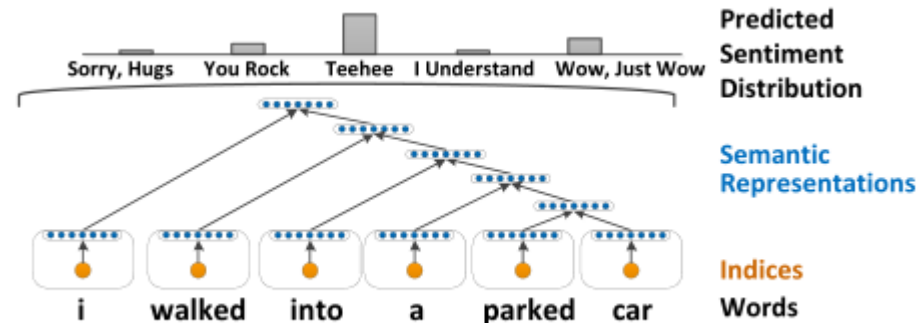 Predicted
Sentiment
Distribution
Sorry, Hugs You Rock Teehee I Understand Wow, Just Wow
Semantic
Representations
Indices
i walked into a parked car Words